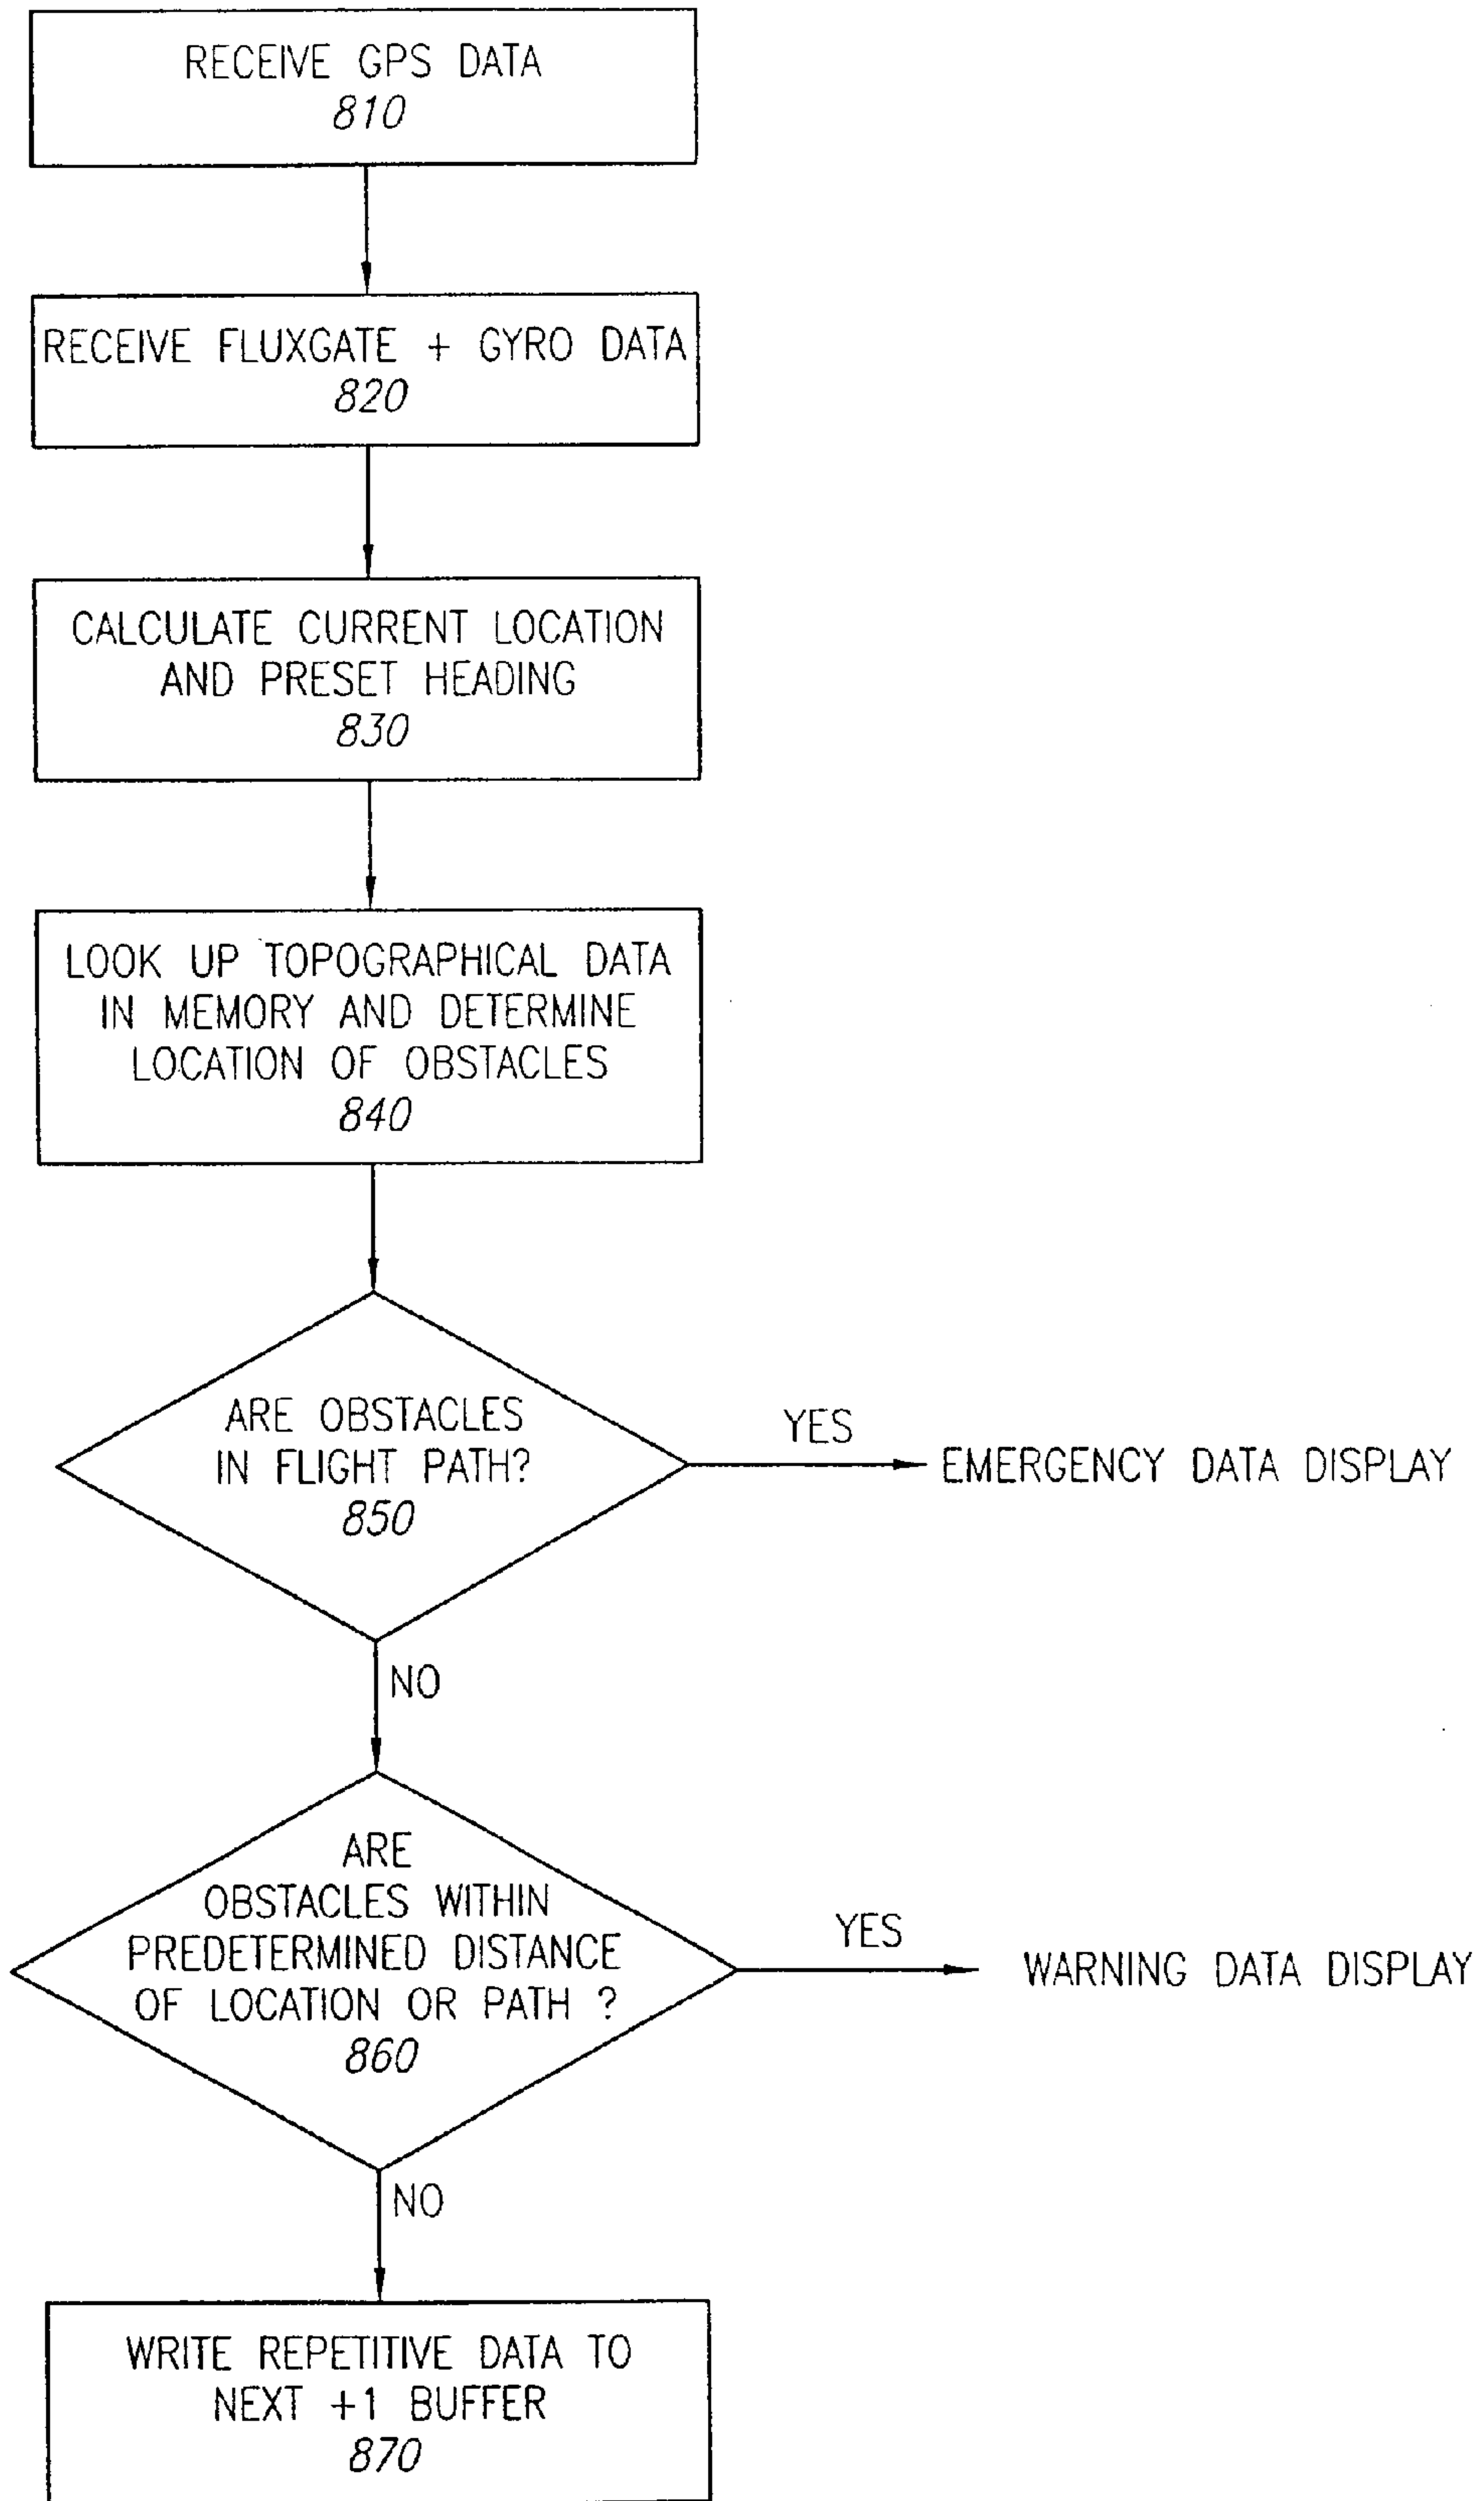 RECEIVE GPS DATA
810
RECEIVE FLUXGATE + GYRO DATA
820
CALCULATE CURRENT LOCATION
AND PRESET HEADING
830
LOOK UP TOPOGRAPHICAL DATA
IN MEMORY AND DETERMINE
LOCATION OF OBSTACLES
840
ARE OBSTACLES
IN FLIGHT PATH?
850
YES
EMERGENCY DATA DISPLAY
NO
ARE
OBSTACLES WITHIN
PREDETERMINED DISTANCE
OF LOCATION OR PATH ?
860
YES
WARNING DATA DISPLAY
NO
WRITE REPETITIVE DATA TO
NEXT +1 BUFFER
870